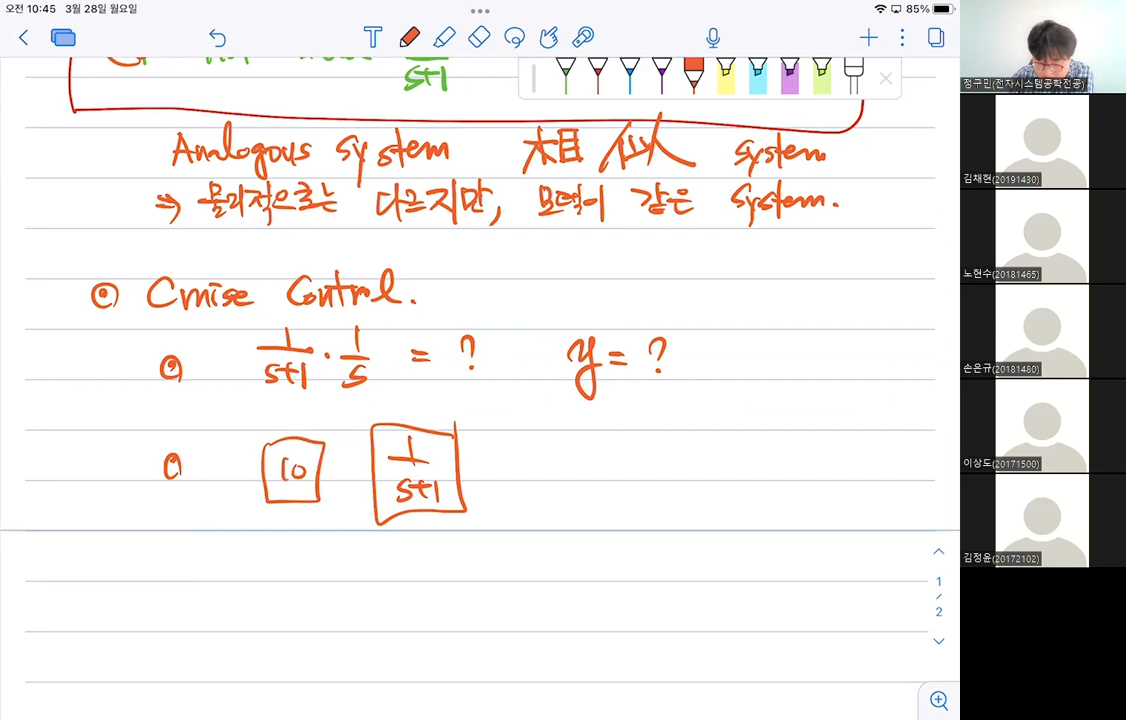 오전 10:45 3월 28일 월요일
85%
T
1/(s+1)
Analogous system 相似 system
⇒ 물리적으로는 다르지만, 모델이 같은 system.
Cruise Control.
1/(s+1) · 1/s = ? y = ?
10 1/(s+1)
1
/
2
정구민(전자시스템공학전공)
김채현(20191430)
노현수(20181465)
손은규(20181480)
이상도(20171500)
김정윤(20172102)